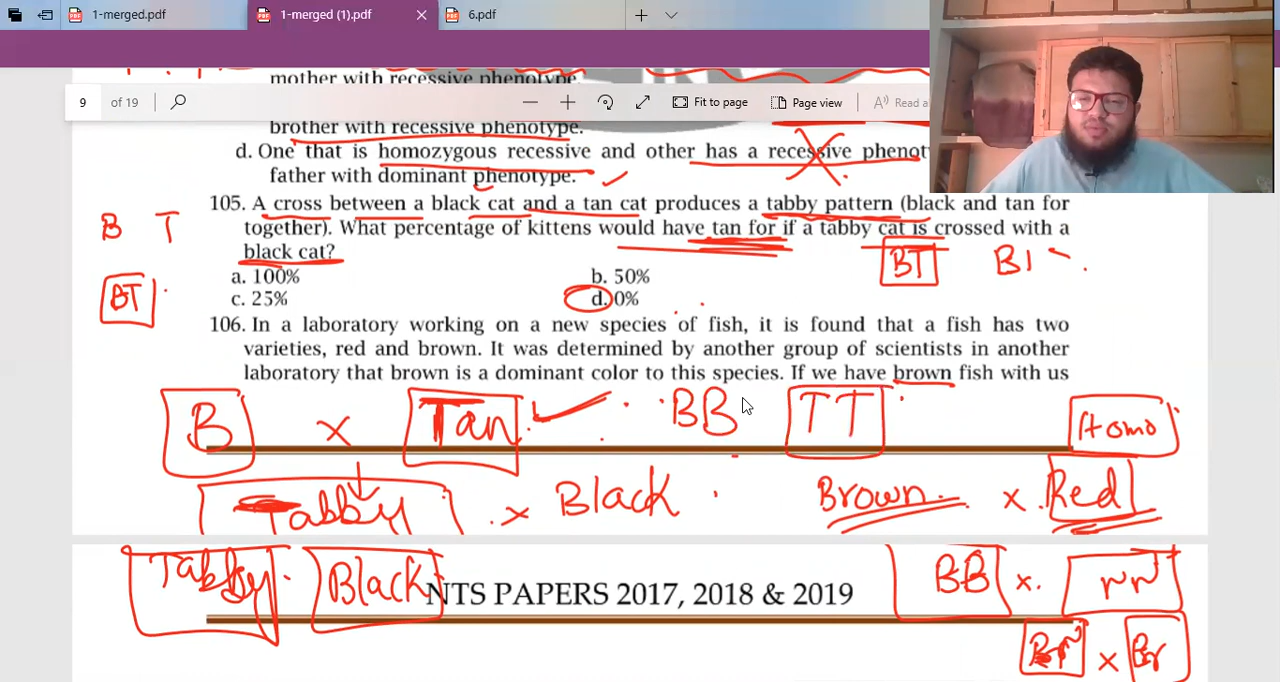 1-merged.pdf 1-merged (1).pdf 6.pdf
mother with recessive phenotype.
9 of 19 Fit to page Page view Read a
brother with recessive phenotype.
d. One that is homozygous recessive and other has a recessive phenot
father with dominant phenotype.
105. A cross between a black cat and a tan cat produces a tabby pattern (black and tan for
together). What percentage of kittens would have tan for if a tabby cat is crossed with a
black cat?
B T
BT
BT
a. 100% b. 50%
c. 25% d. 0%
106. In a laboratory working on a new species of fish, it is found that a fish has two
varieties, red and brown. It was determined by another group of scientists in another
laboratory that brown is a dominant color to this species. If we have brown fish with us
B x Tan BB TT Homo
Tabby x Black Brown x Red
Tabby Black BB x rr
NTS PAPERS 2017, 2018 & 2019
Br x Br